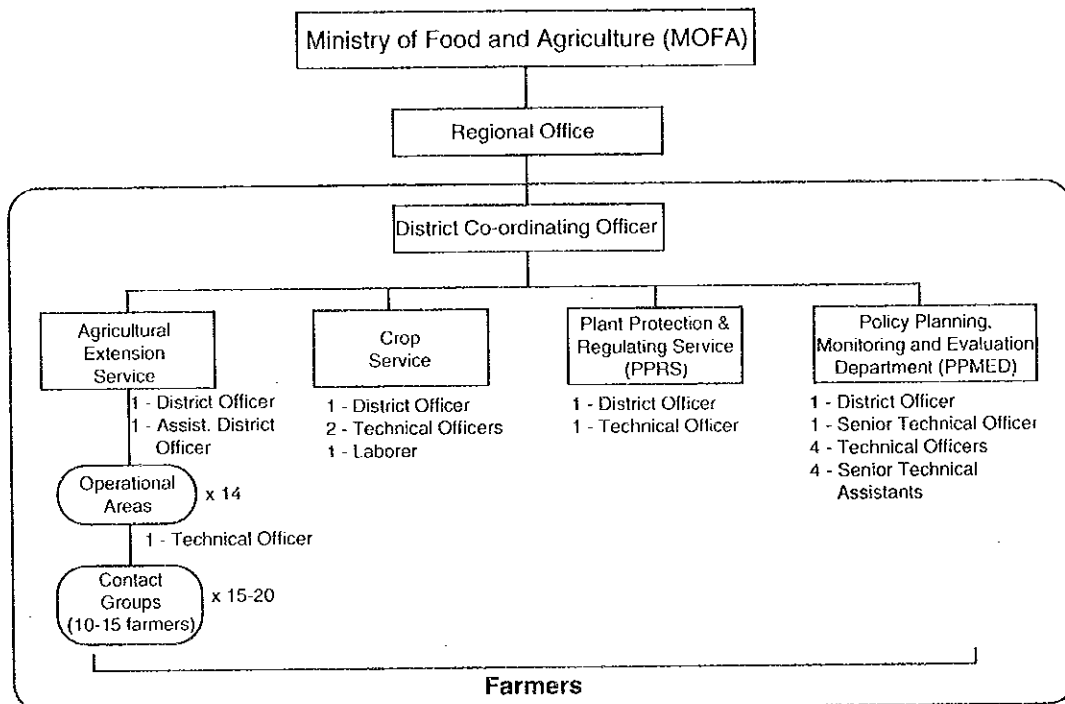 Ministry of Food and Agriculture (MOFA)
Regional Office
District Co-ordinating Officer
Agricultural
Extension
Service
1 - District Officer
1 - Assist. District
Officer
Operational
Areas
x 14
1 - Technical Officer
Contact
Groups
(10-15 farmers)
x 15-20
Crop
Service
1 - District Officer
2 - Technical Officers
1 - Laborer
Plant Protection &
Regulating Service
(PPRS)
1 - District Officer
1 - Technical Officer
Policy Planning,
Monitoring and Evaluation
Department (PPMED)
1 - District Officer
1 - Senior Technical Officer
4 - Technical Officers
4 - Senior Technical
Assistants
Farmers